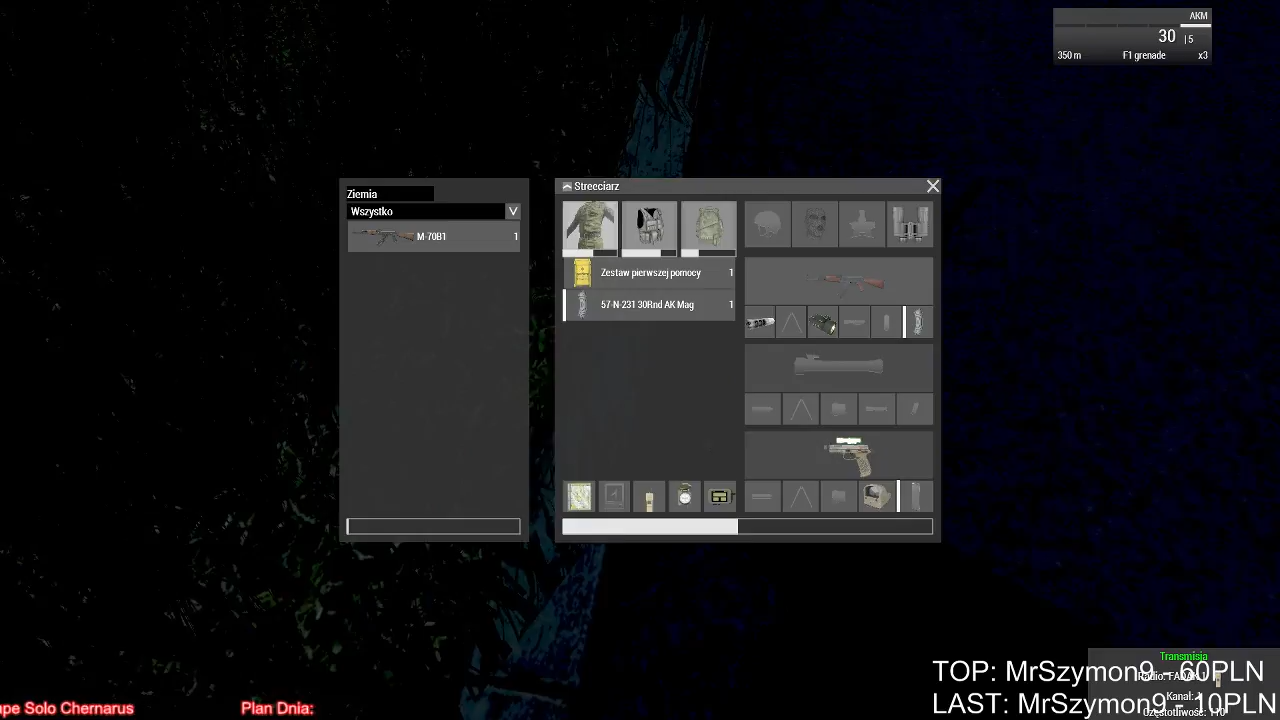 AKM
30 | 5
350 m F1 grenade x3
Ziemia
Wszystko
M-70B1 1
Strecciarz
Zestaw pierwszej pomocy 1
57-N-231 30Rnd AK Mag 1
Transmisja
TOP: MrSzymon9 - 60PLN
Kanał:
LAST: MrSzymon9 - 10PLN
ape Solo Chernarus Plan Dnia: